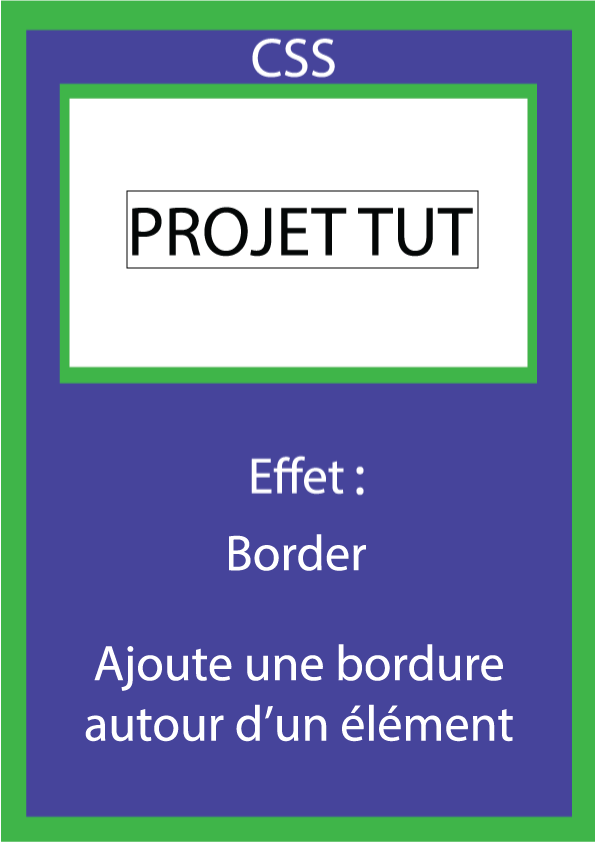 CSS
PROJET TUT
Effet :
Border
Ajoute une bordure
autour d’un élément